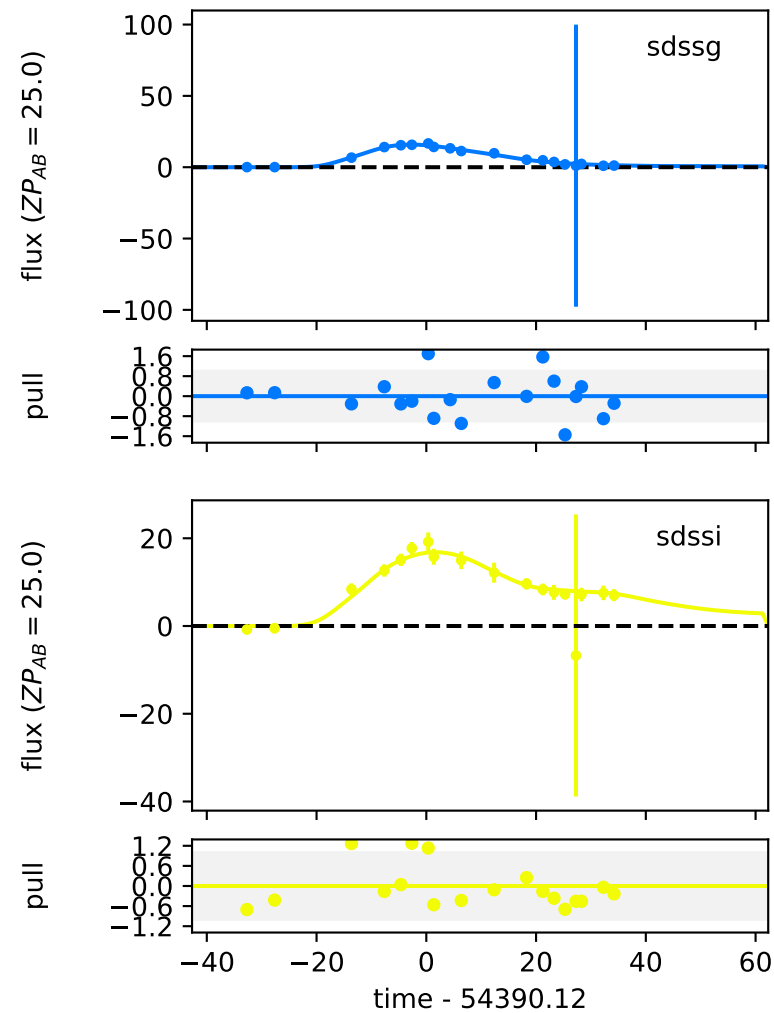 100
50
0
−50
−100
flux (ZP_AB = 25.0)
sdssg
1.6
0.8
0.0
−0.8
−1.6
pull
20
0
−20
−40
flux (ZP_AB = 25.0)
sdssi
1.2
0.6
0.0
−0.6
−1.2
pull
−40 −20 0 20 40 60
time - 54390.12